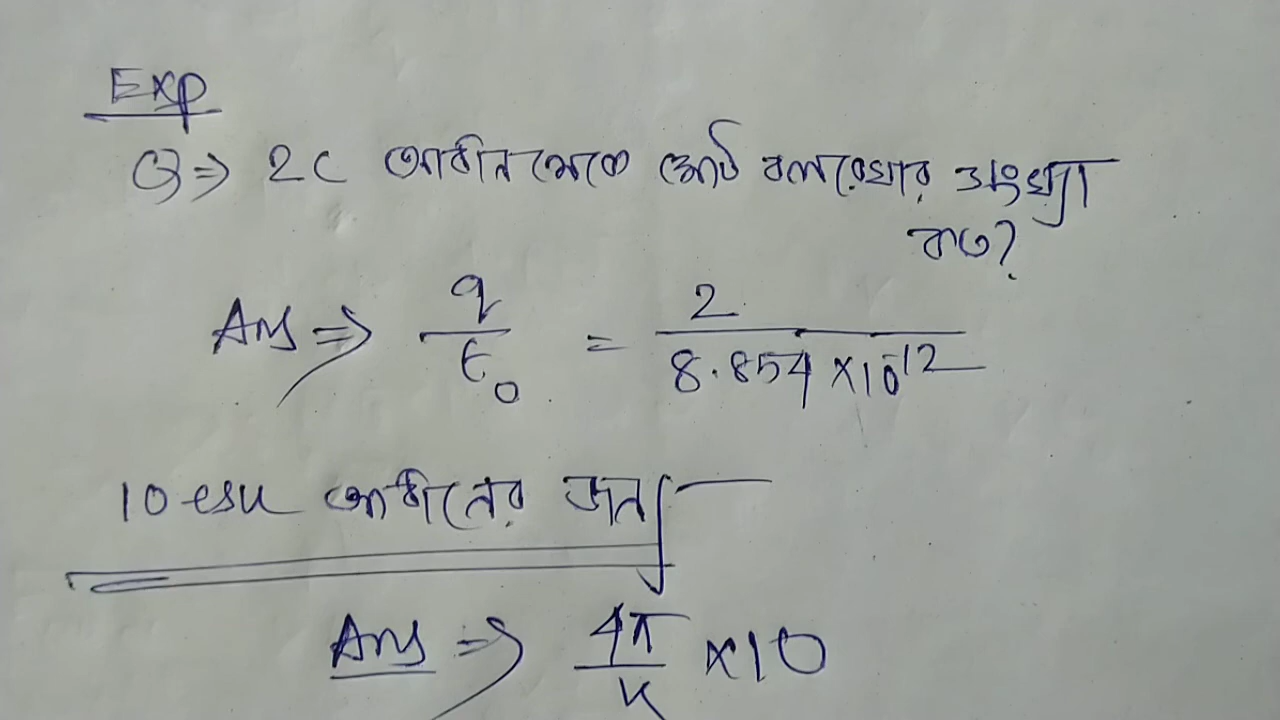 Exp
Q ⇒ 2C আধান থেকে মোট বলরেখার সংখ্যা
কত?
Ans ⇒ q/ϵ₀ = 2/8.854×10⁻¹²
10 esu আধানের জন্য
Ans ⇒ 4π/K ×10